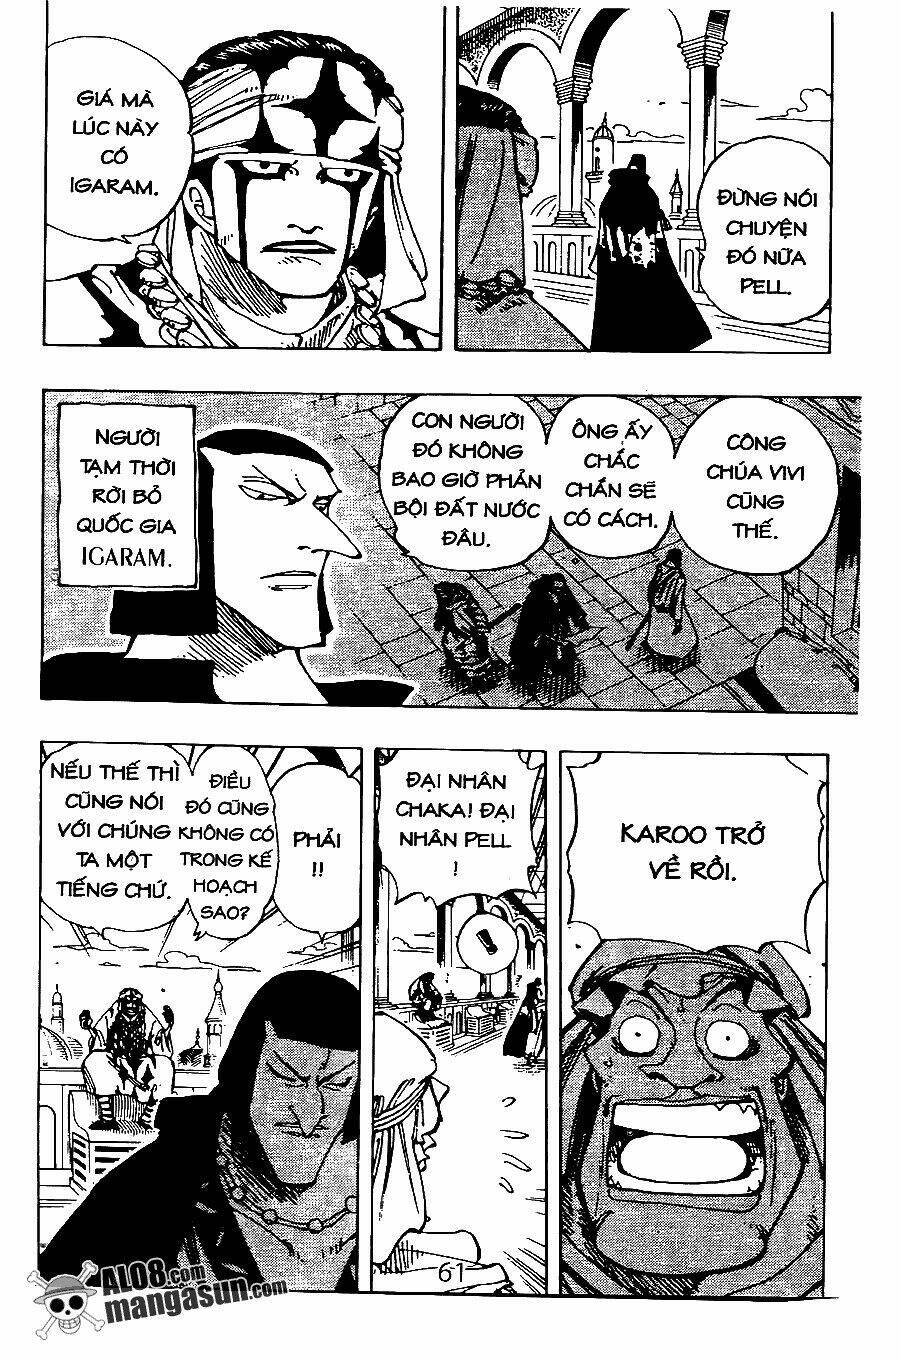 GIÁ MÀ
LÚC NÀY
CÓ
IGARAM.
ĐỪNG NÓI
CHUYỆN
ĐÓ NỮA
PELL.
NGƯỜI
TẠM THỜI
RỜI BỎ
QUỐC GIA
IGARAM.
CON NGƯỜI
ĐÓ KHÔNG
BAO GIỜ PHẢN
BỘI ĐẤT NƯỚC
ĐÂU.
ÔNG ẤY
CHẮC
CHẮN SẼ
CÓ CÁCH.
CÔNG
CHÚA VIVI
CŨNG
THẾ.
NẾU THẾ THÌ
CŨNG NÓI
VỚI CHÚNG
TA MỘT
TIẾNG CHỨ.
ĐIỀU
ĐÓ CŨNG
KHÔNG CÓ
TRONG KẾ
HOẠCH
SAO?
PHẢI
!!
ĐẠI NHÂN
CHAKA! ĐẠI
NHÂN PELL
!
!
KAROO TRỞ
VỀ RỒI.
61
ALO8.com
mangasun.com